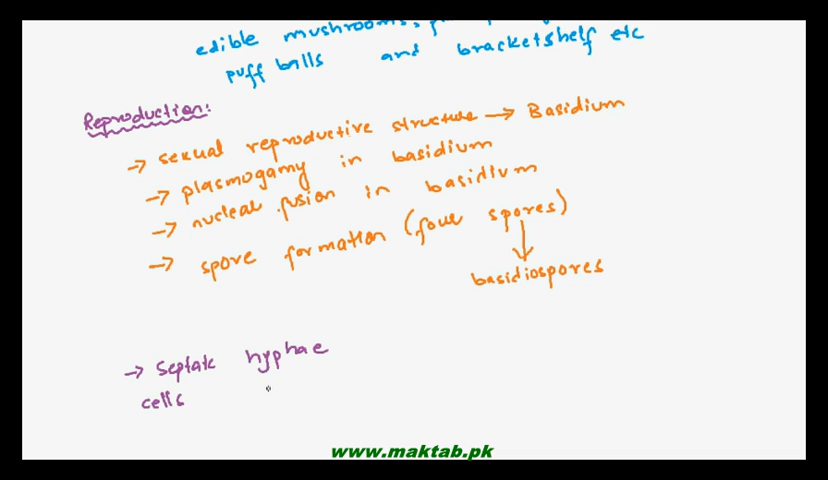 edible mushrooms,
puff balls and bracketshelf etc
Reproduction:
→ sexual reproductive structure → Basidium
→ plasmogamy in basidium
→ nuclear fusion in basidium
→ spore formation (four spores)
basidiospores
→ Septate hyphae
cells
www.maktab.pk